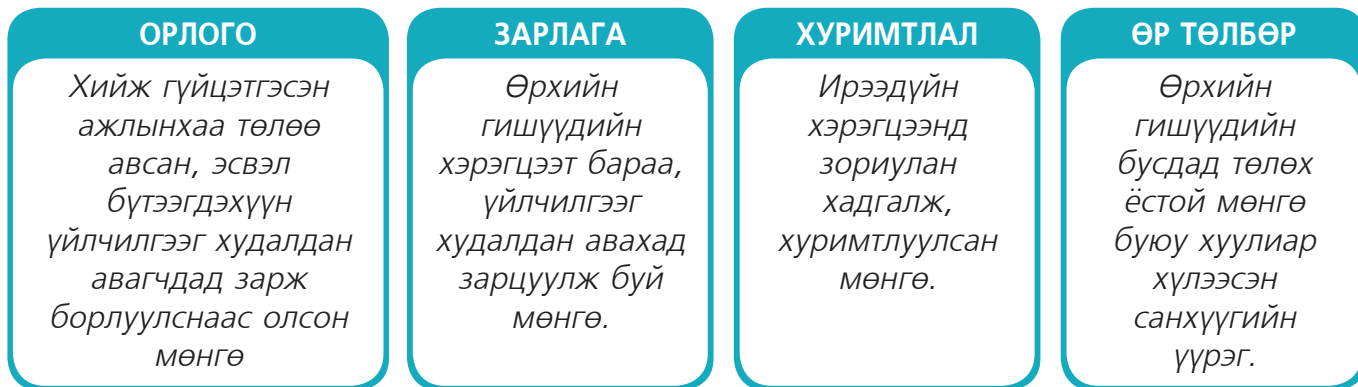 ОРЛОГО
Хийж гүйцэтгэсэн
ажлынхаа төлөө
авсан, эсвэл
бүтээгдэхүүн
үйлчилгээг худалдан
авагчдад зарж
борлуулснаас олсон
мөнгө
ЗАРЛАГА
Өрхийн
гишүүдийн
хэрэгцээт бараа,
үйлчилгээг
худалдан авахад
зарцуулж буй
мөнгө.
ХУРИМТЛАЛ
Ирээдүйн
хэрэгцээнд
зориулан
хадгалж,
хуримтлуулсан
мөнгө.
ӨР ТӨЛБӨР
Өрхийн
гишүүдийн
бусдад төлөх
ёстой мөнгө
буюу хуулиар
хүлээсэн
санхүүгийн
үүрэг.